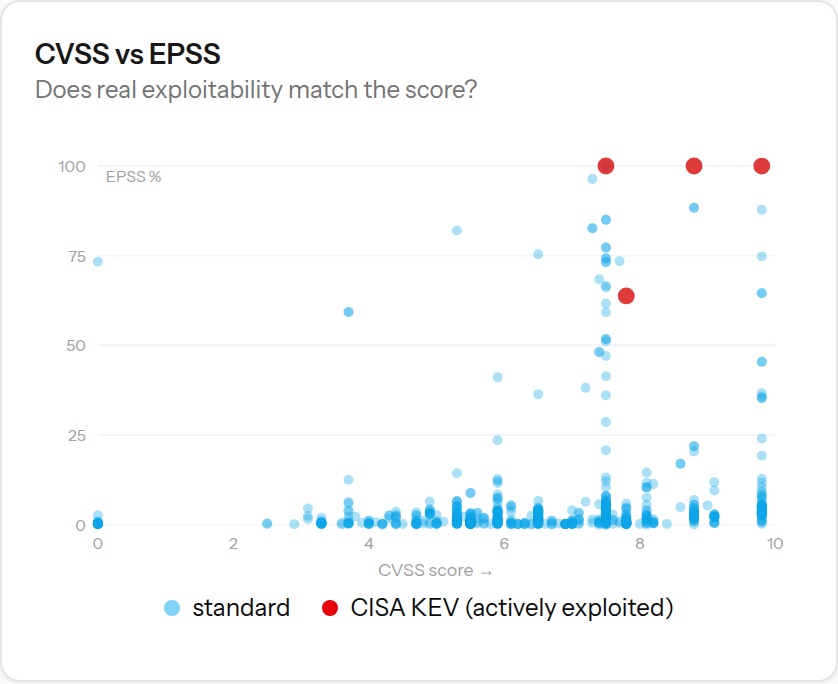 CVSS vs EPSS
Does real exploitability match the score?
100
EPSS %
75
50
25
0
0 2 4 6 8 10
CVSS score →
standard CISA KEV (actively exploited)